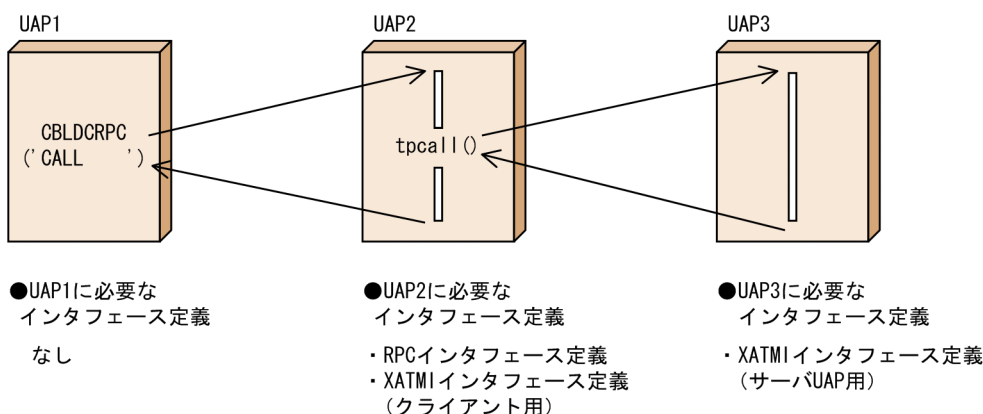 UAP1
UAP2
UAP3
CBLDCRPC
('CALL    ')
tpcall()
●UAP1に必要な
インタフェース定義
なし
●UAP2に必要な
インタフェース定義
・RPCインタフェース定義
・XATMIインタフェース定義
(クライアント用)
●UAP3に必要な
インタフェース定義
・XATMIインタフェース定義
(サーバUAP用)